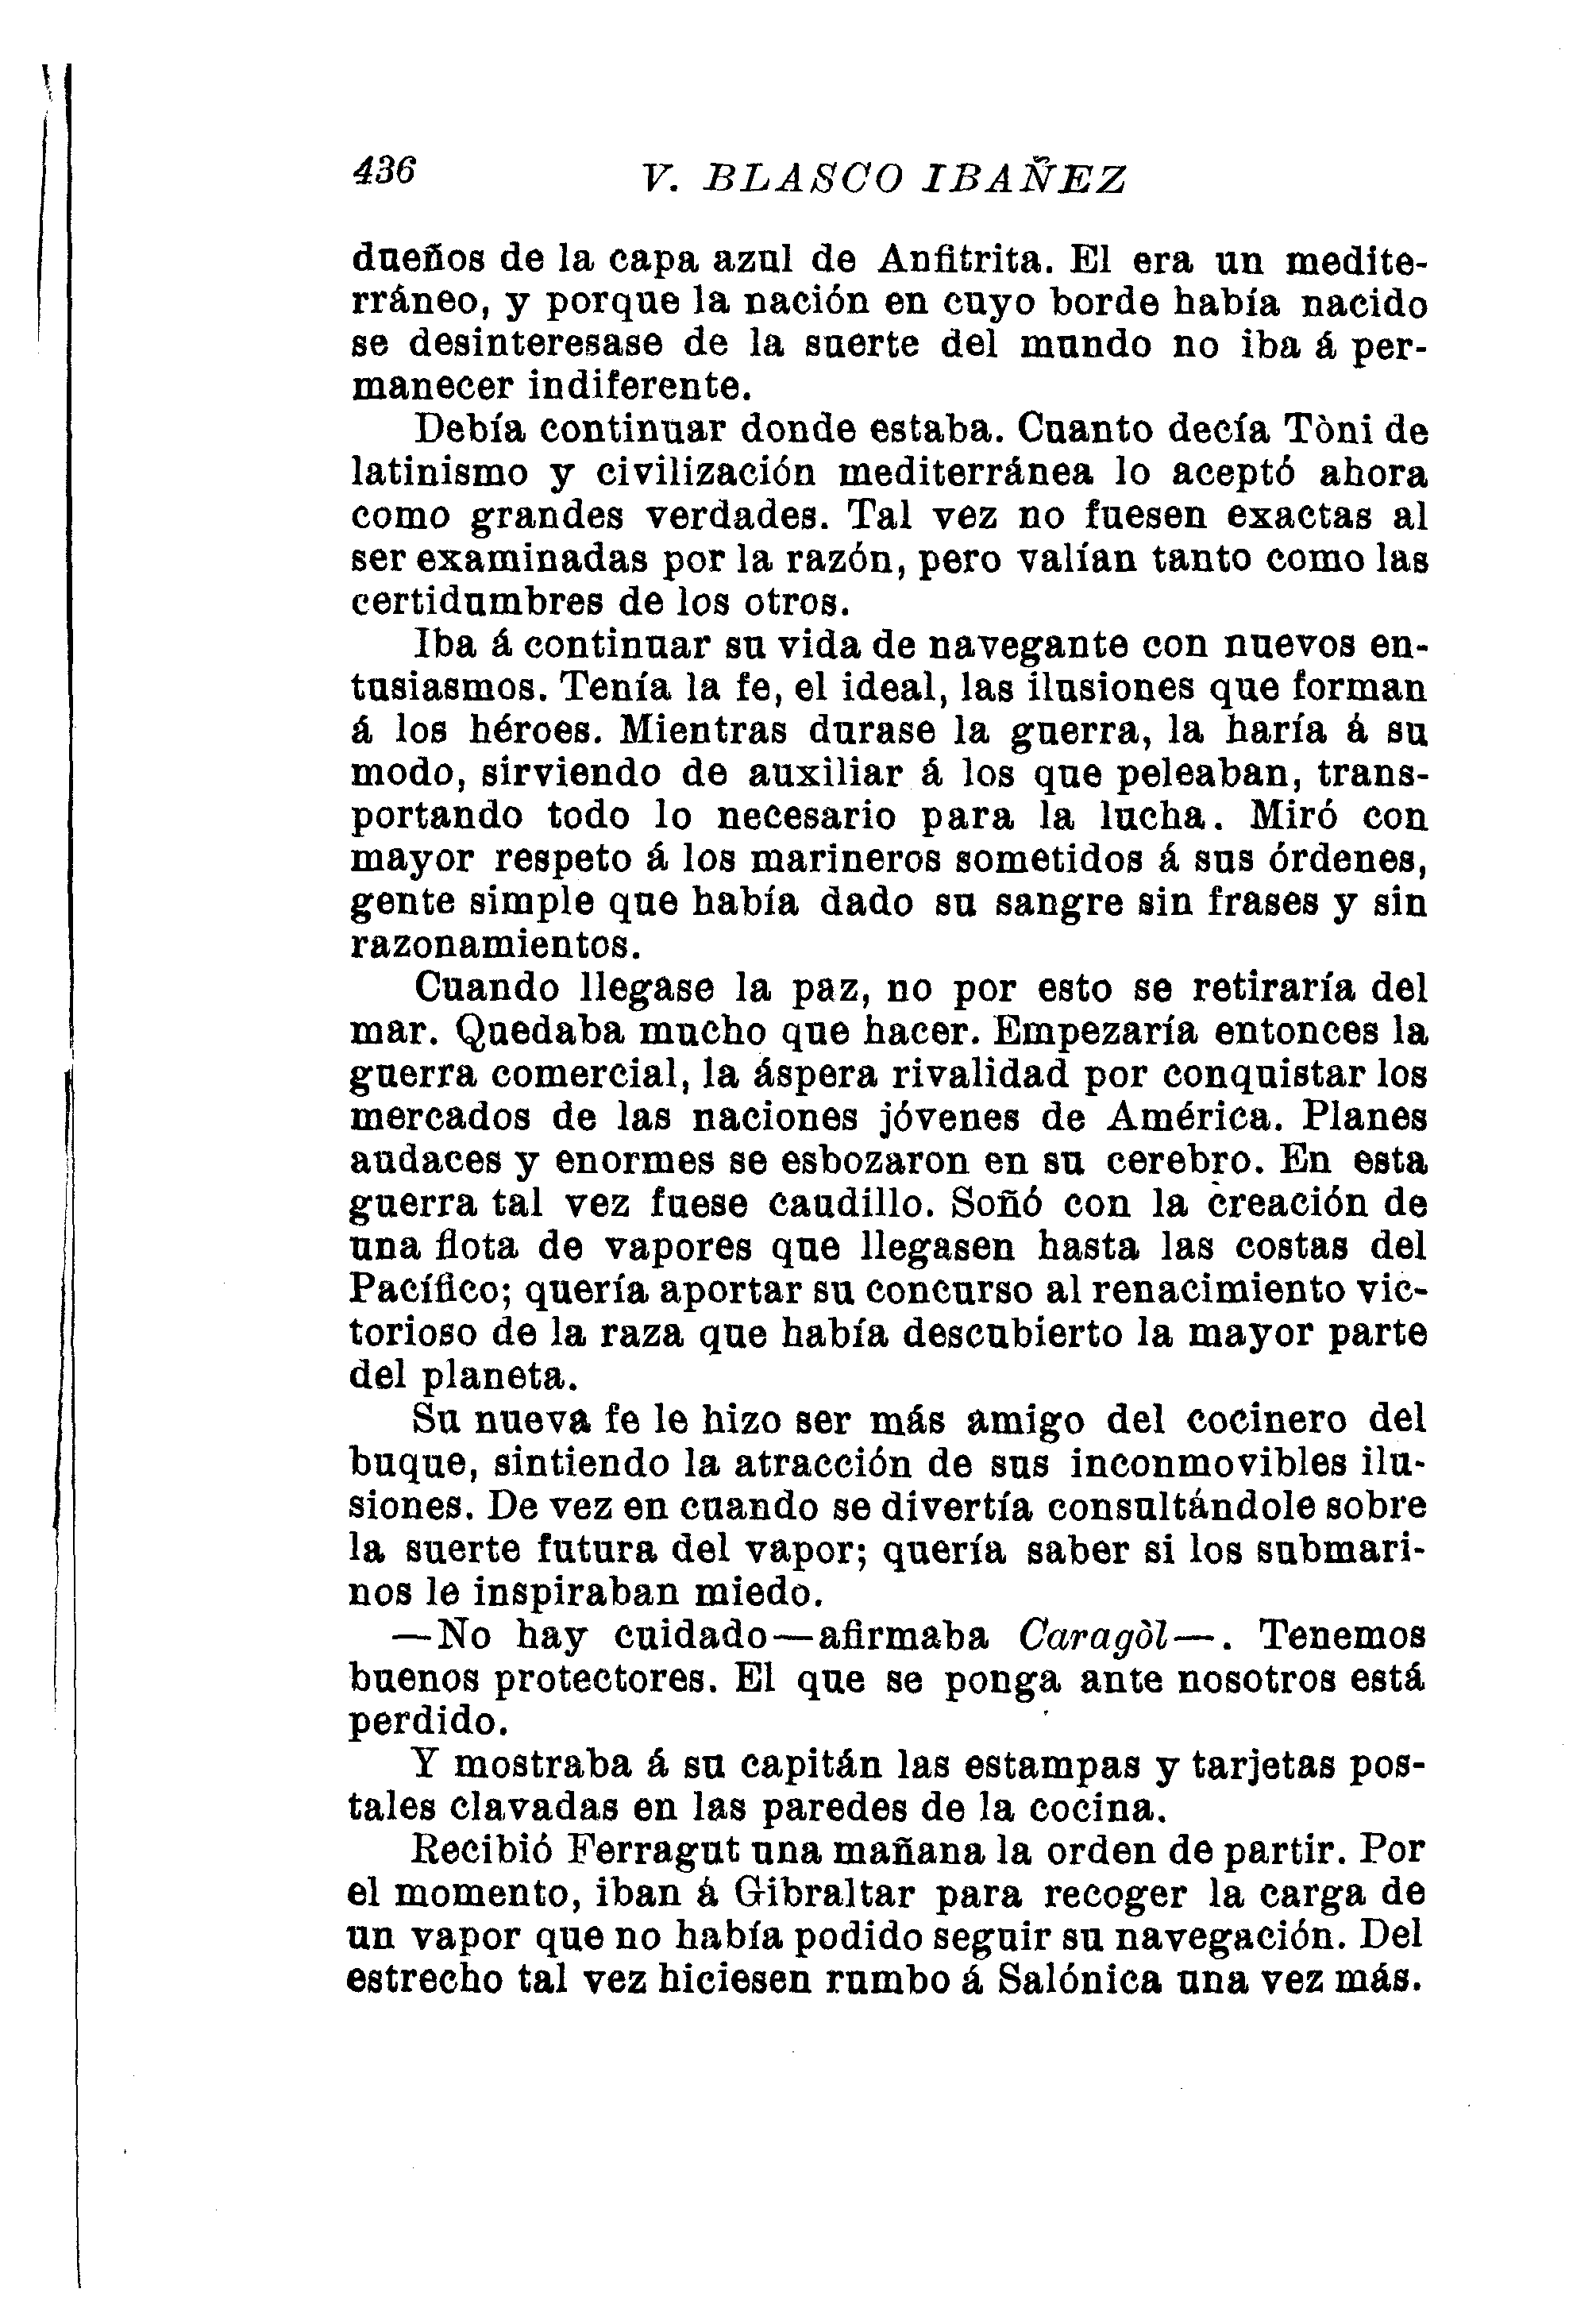 436
V. BLASCO IBAÑEZ
dueños de la capa azul de Anfitrita. El era un medite-
rráneo, y porque la nación en cuyo borde había nacido
se desinteresase de la suerte del mundo no iba á per-
manecer indiferente.
Debía continuar donde estaba. Cuanto decía Tòni de
latinismo y civilización mediterránea lo aceptó ahora
como grandes verdades. Tal vez no fuesen exactas al
ser examinadas por la razón, pero valían tanto como las
certidumbres de los otros.
Iba á continuar su vida de navegante con nuevos en-
tusiasmos. Tenía la fe, el ideal, las ilusiones que forman
á los héroes. Mientras durase la guerra, la haría á su
modo, sirviendo de auxiliar á los que peleaban, trans-
portando todo lo necesario para la lucha. Miró con
mayor respeto á los marineros sometidos á sus órdenes,
gente simple que había dado su sangre sin frases y sin
razonamientos.
Cuando llegase la paz, no por esto se retiraría del
mar. Quedaba mucho que hacer. Empezaría entonces la
guerra comercial, la áspera rivalidad por conquistar los
mercados de las naciones jóvenes de América. Planes
audaces y enormes se esbozaron en su cerebro. En esta
guerra tal vez fuese caudillo. Soñó con la creación de
una flota de vapores que llegasen hasta las costas del
Pacífico; quería aportar su concurso al renacimiento vic-
torioso de la raza que había descubierto la mayor parte
del planeta.
Su nueva fe le hizo ser más amigo del cocinero del
buque, sintiendo la atracción de sus inconmovibles ilu-
siones. De vez en cuando se divertía consultándole sobre
la suerte futura del vapor; quería saber si los submari-
nos le inspiraban miedo.
—No hay cuidado—afirmaba Caragòl—. Tenemos
buenos protectores. El que se ponga ante nosotros está
perdido.
Y mostraba á su capitán las estampas y tarjetas pos-
tales clavadas en las paredes de la cocina.
Recibió Ferragut una mañana la orden de partir. Por
el momento, iban á Gibraltar para recoger la carga de
un vapor que no había podido seguir su navegación. Del
estrecho tal vez hiciesen rumbo á Salónica una vez más.